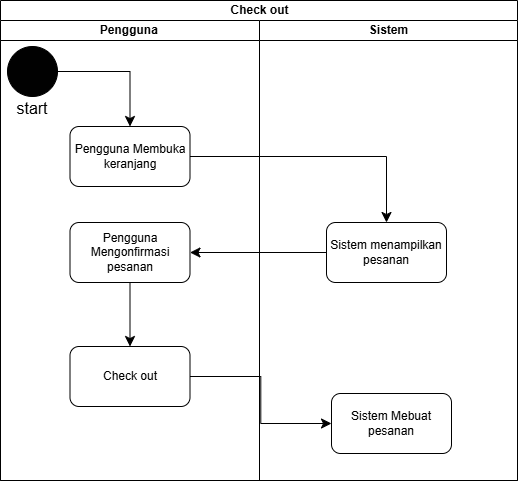 Check out
Pengguna
Sistem
start
Pengguna Membuka
keranjang
Pengguna
Mengonfirmasi
pesanan
Sistem menampilkan
pesanan
Check out
Sistem Mebuat
pesanan